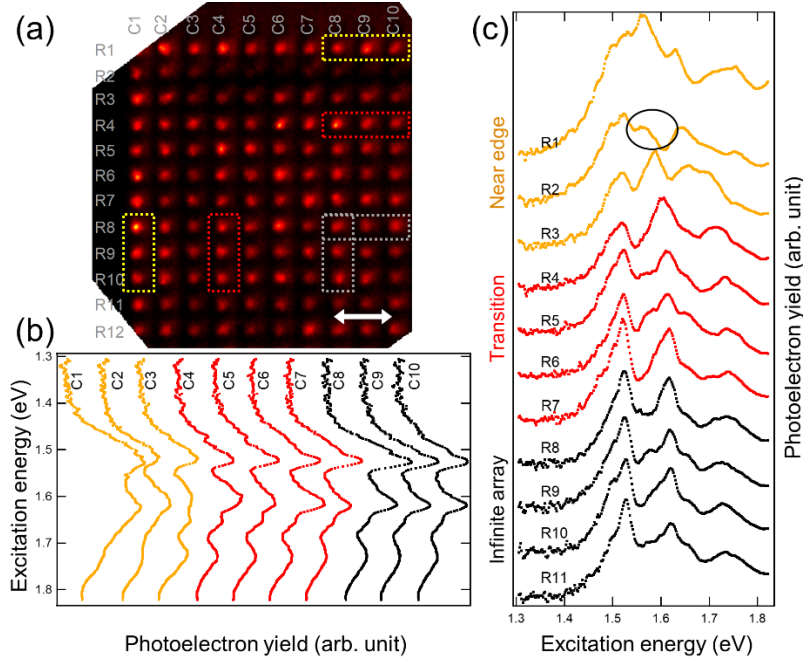 (a)
C1 C2 C3 C4 C5 C6 C7 C8 C9 C10
R1
R2
R3
R4
R5
R6
R7
R8
R9
R10
R11
R12
(b)
1.3
1.4
1.5
1.6
1.7
1.8
Excitation energy (eV)
C1 C2 C3 C4 C5 C6 C7 C8 C9 C10
Photoelectron yield (arb. unit)
(c)
Near edge
Transition
Infinite array
R1
R2
R3
R4
R5
R6
R7
R8
R9
R10
R11
1.3 1.4 1.5 1.6 1.7 1.8
Excitation energy (eV)
Photoelectron yield (arb. unit)